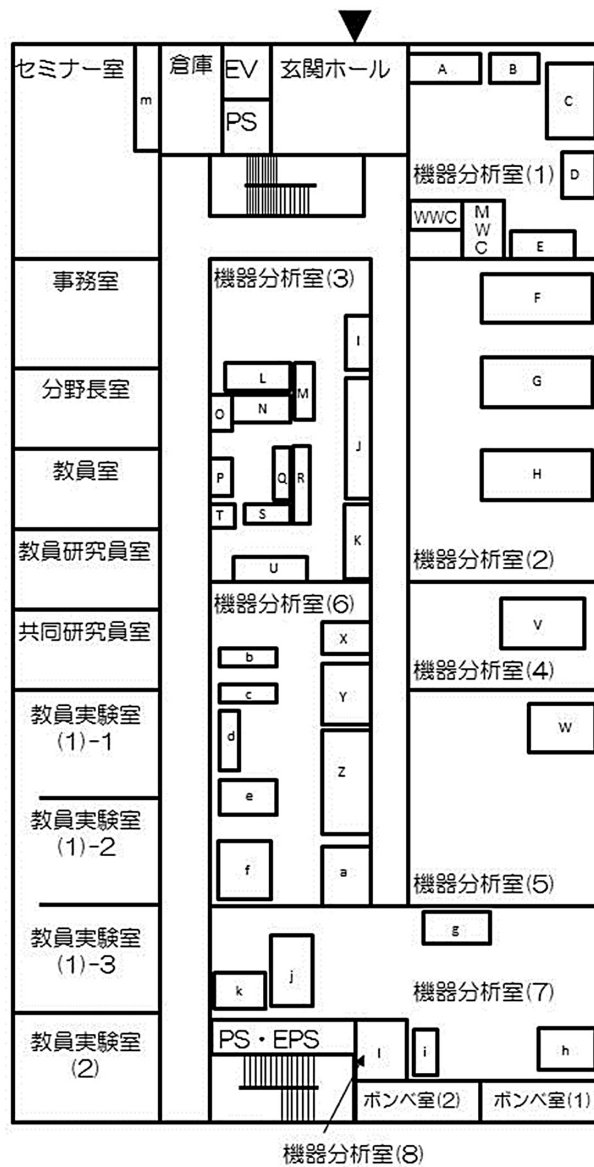 セミナー室
m
倉庫
EV
PS
玄関ホール
A
B
C
機器分析室(1)
D
WWC
M
W
C
E
事務室
機器分析室(3)
F
I
分野長室
L
M
G
O
N
J
教員室
P
Q
R
H
T
S
K
教員研究員室
U
機器分析室(2)
共同研究員室
機器分析室(6)
X
V
b
機器分析室(4)
c
Y
教員実験室
(1)-1
d
W
Z
e
教員実験室
(1)-2
f
a
機器分析室(5)
教員実験室
(1)-3
g
j
k
機器分析室(7)
教員実験室
(2)
PS・EPS
l
i
h
ボンベ室(2)
ボンベ室(1)
機器分析室(8)